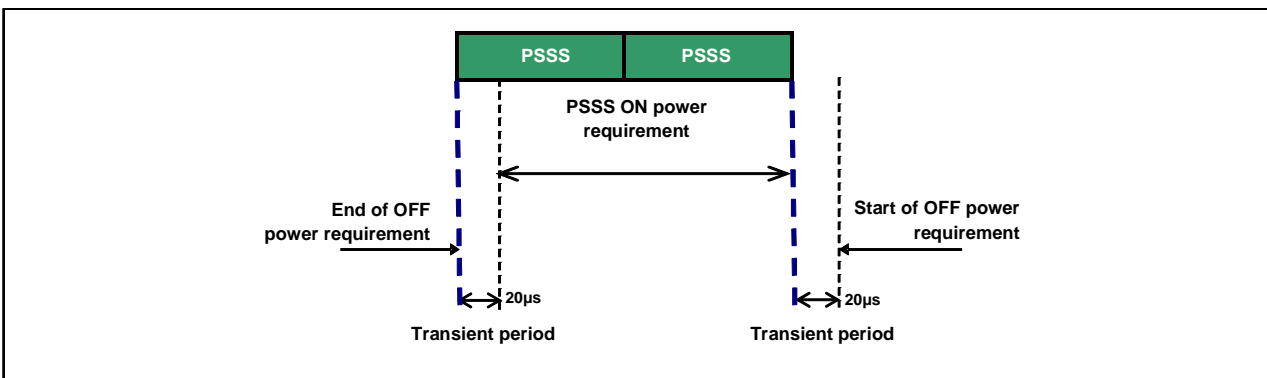 PSSS PSSS
PSSS ON power
requirement
End of OFF
power requirement
Start of OFF power
requirement
20µs
20µs
Transient period
Transient period